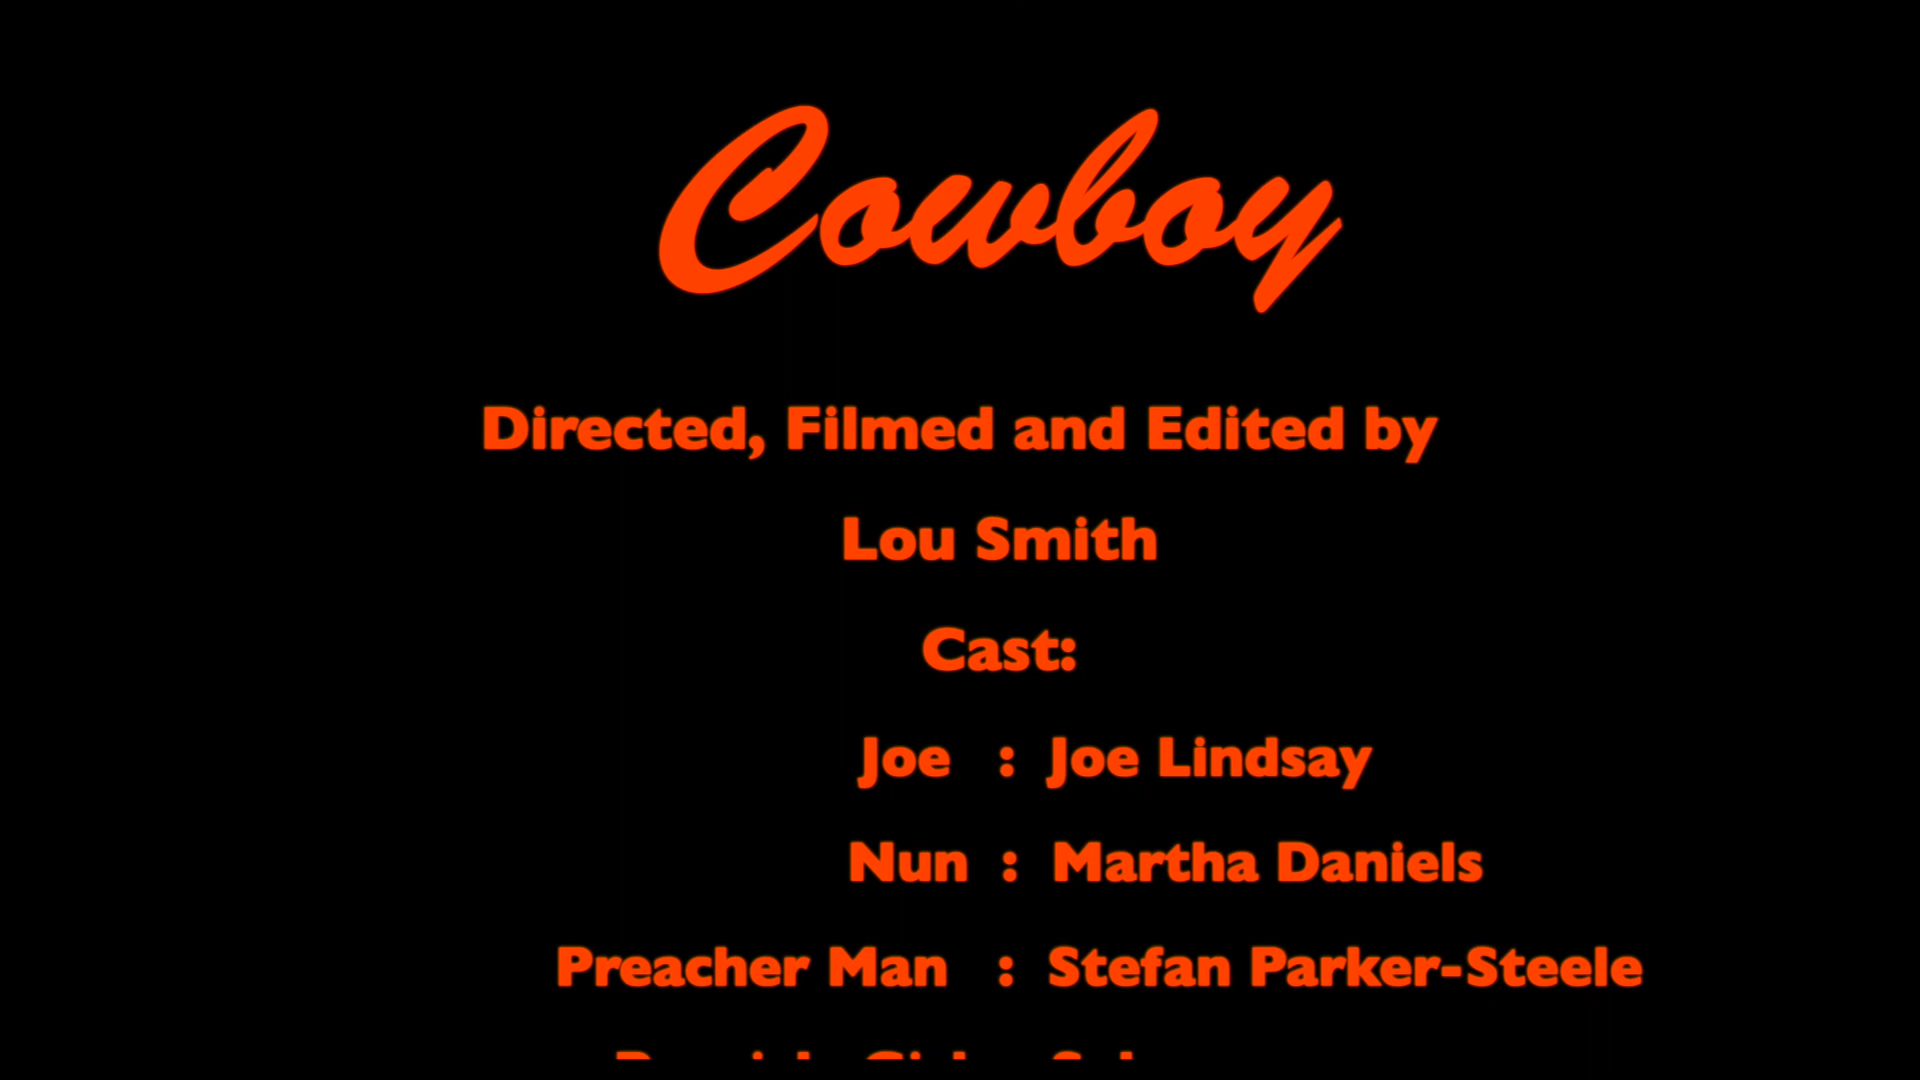 Cowboy
Directed, Filmed and Edited by
Lou Smith
Cast:
Joe : Joe Lindsay
Nun : Martha Daniels
Preacher Man : Stefan Parker-Steele